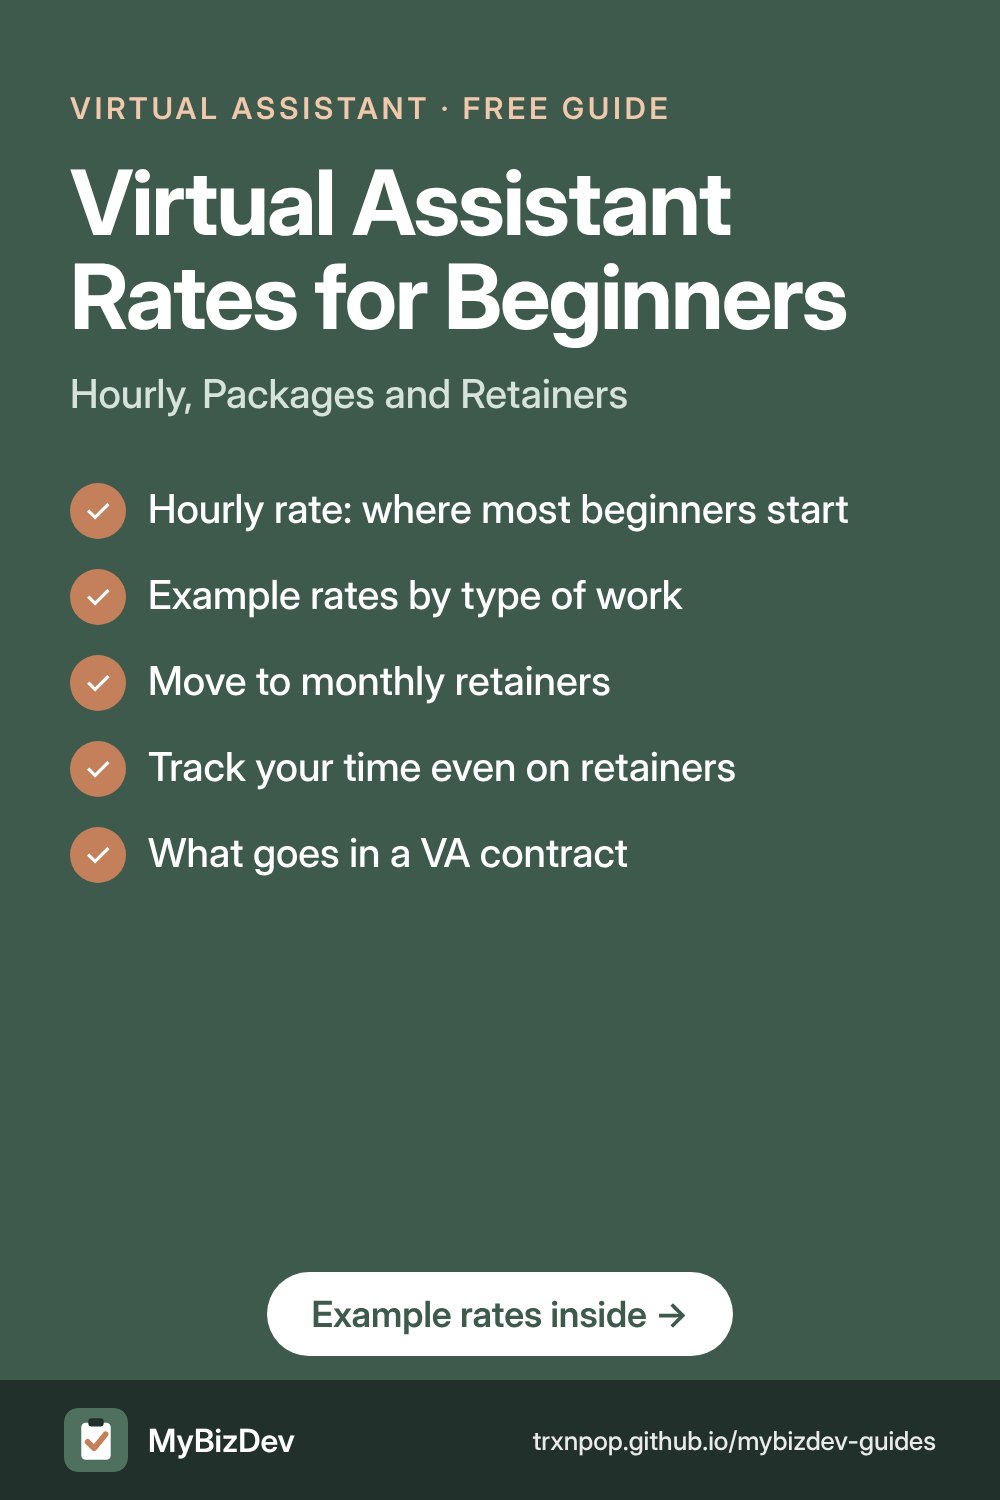 VIRTUAL ASSISTANT · FREE GUIDE
Virtual Assistant
Rates for Beginners
Hourly, Packages and Retainers
Hourly rate: where most beginners start
Example rates by type of work
Move to monthly retainers
Track your time even on retainers
What goes in a VA contract
Example rates inside →
MyBizDev
trxnpop.github.io/mybizdev-guides